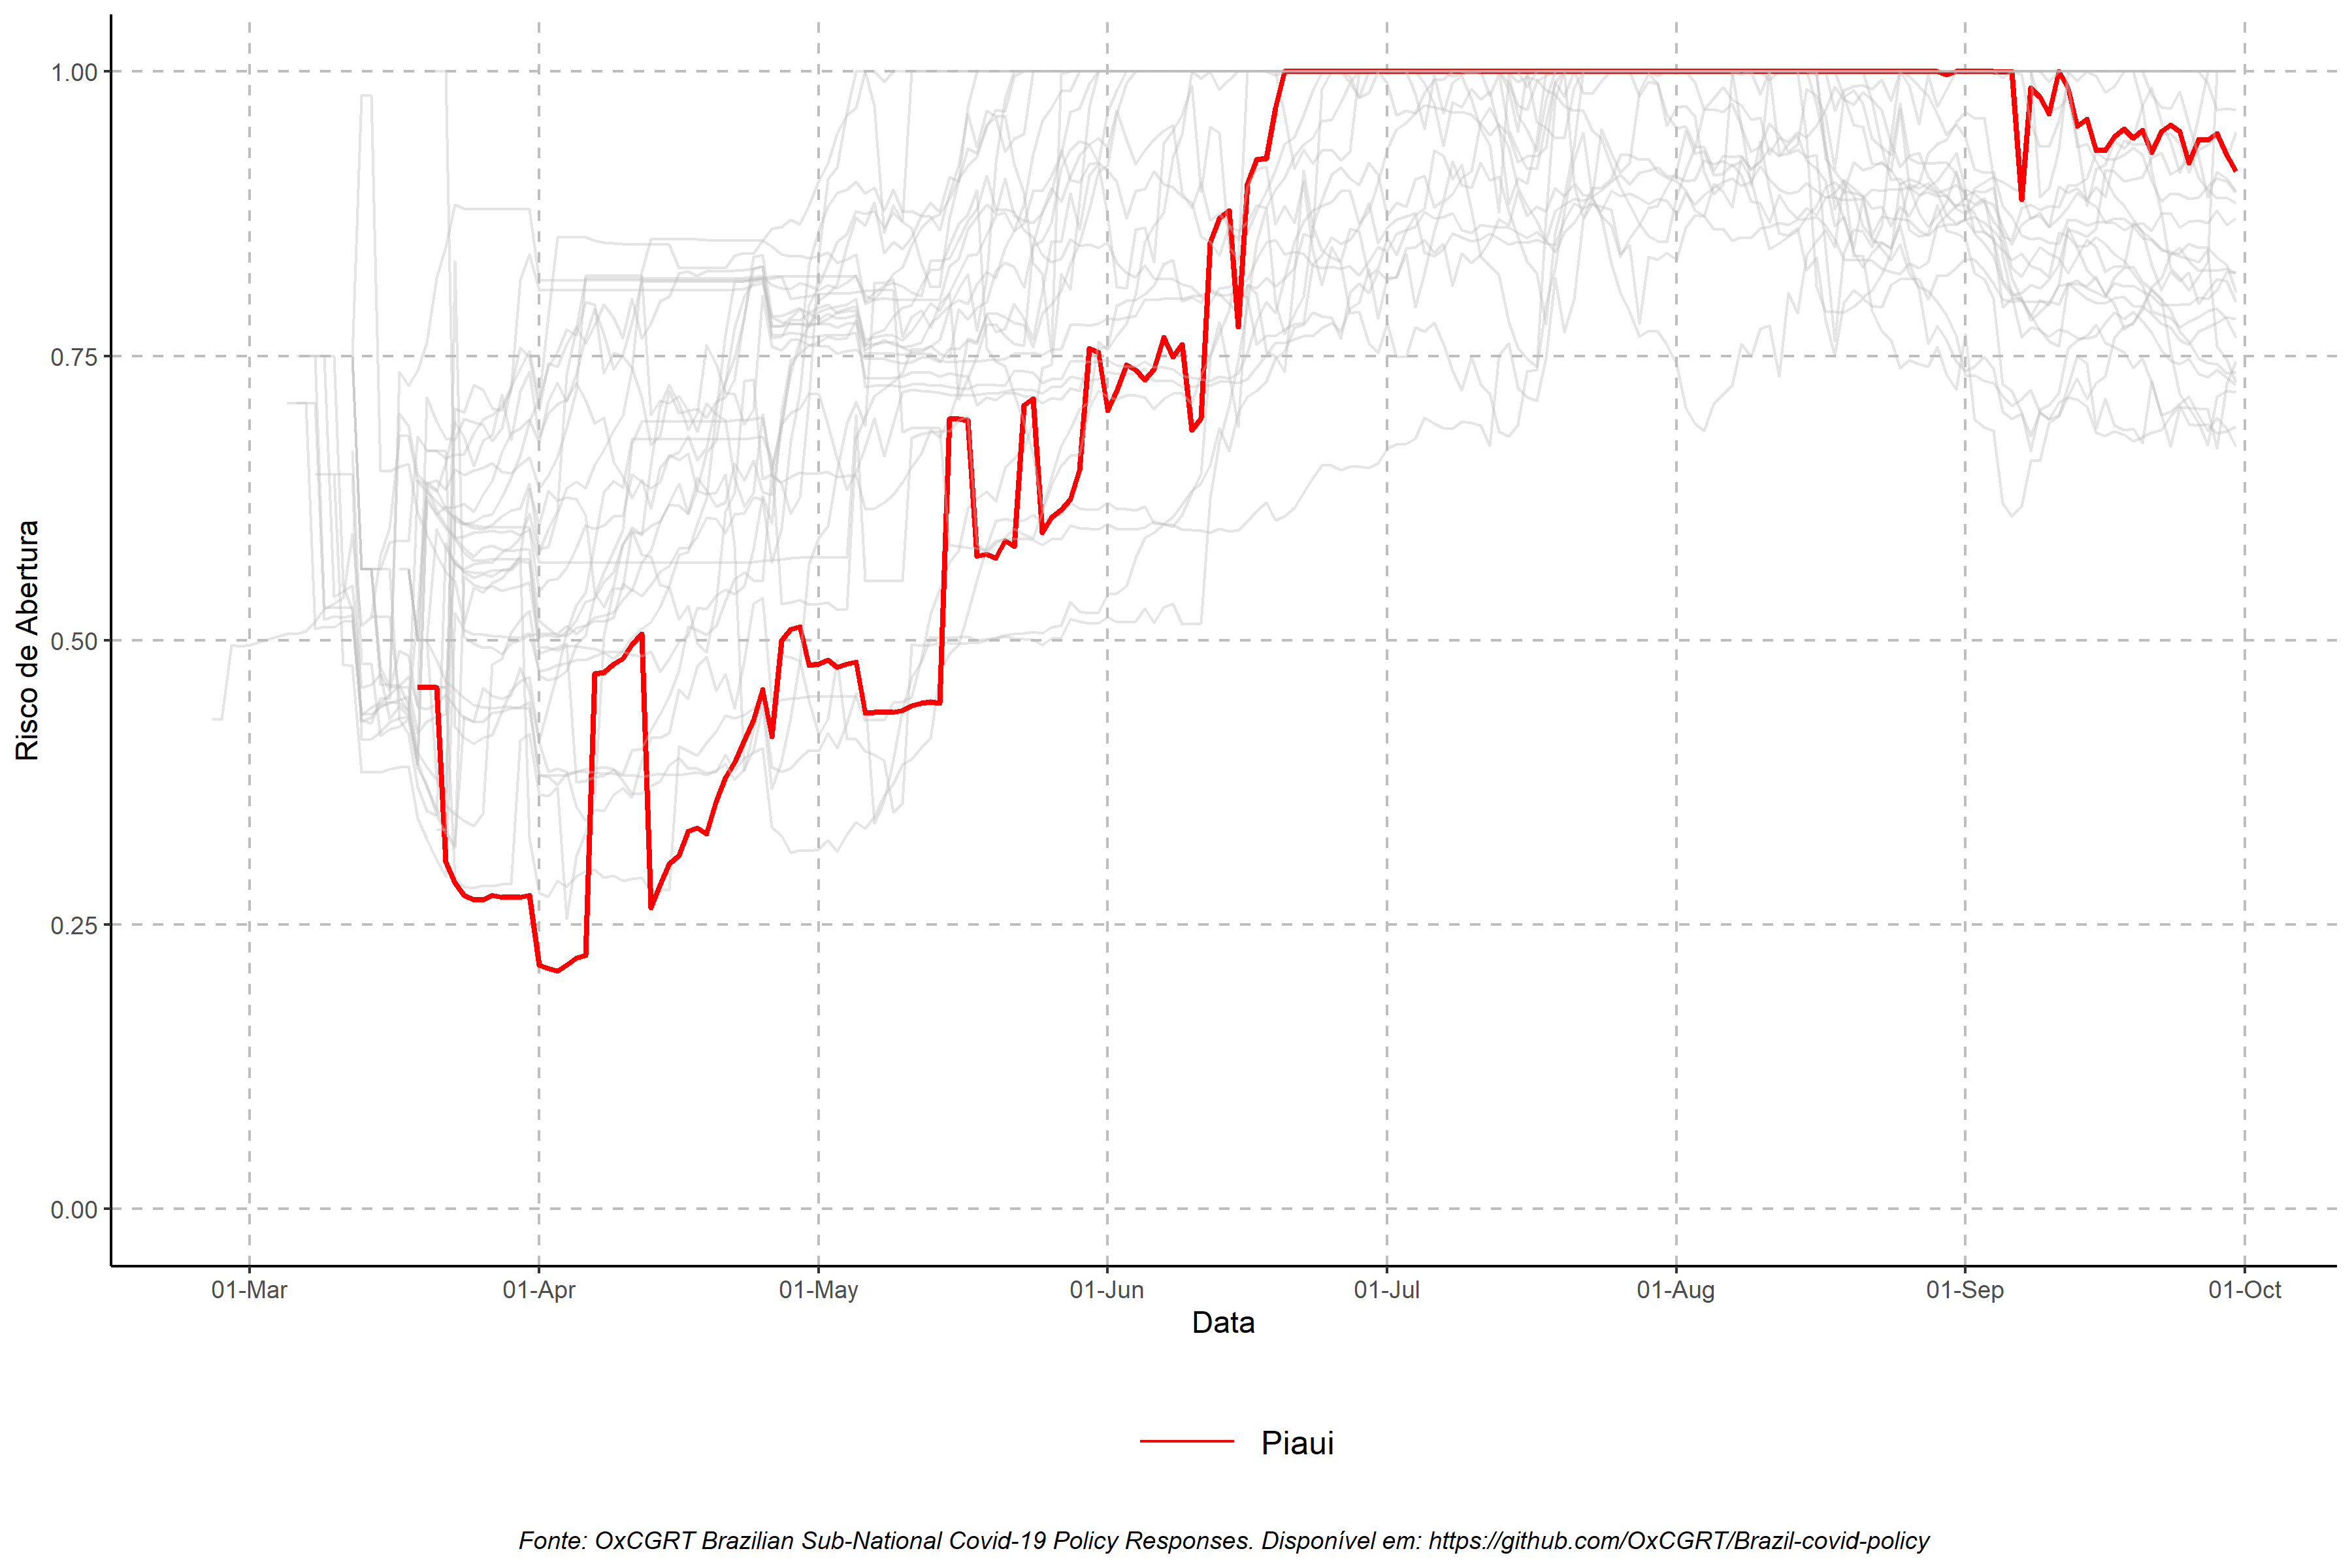 Risco de Abertura
1.00
0.75
0.50
0.25
0.00
01-Mar 01-Apr 01-May 01-Jun 01-Jul 01-Aug 01-Sep 01-Oct
Data
Piaui
Fonte: OxCGRT Brazilian Sub-National Covid-19 Policy Responses. Disponível em: https://github.com/OxCGRT/Brazil-covid-policy